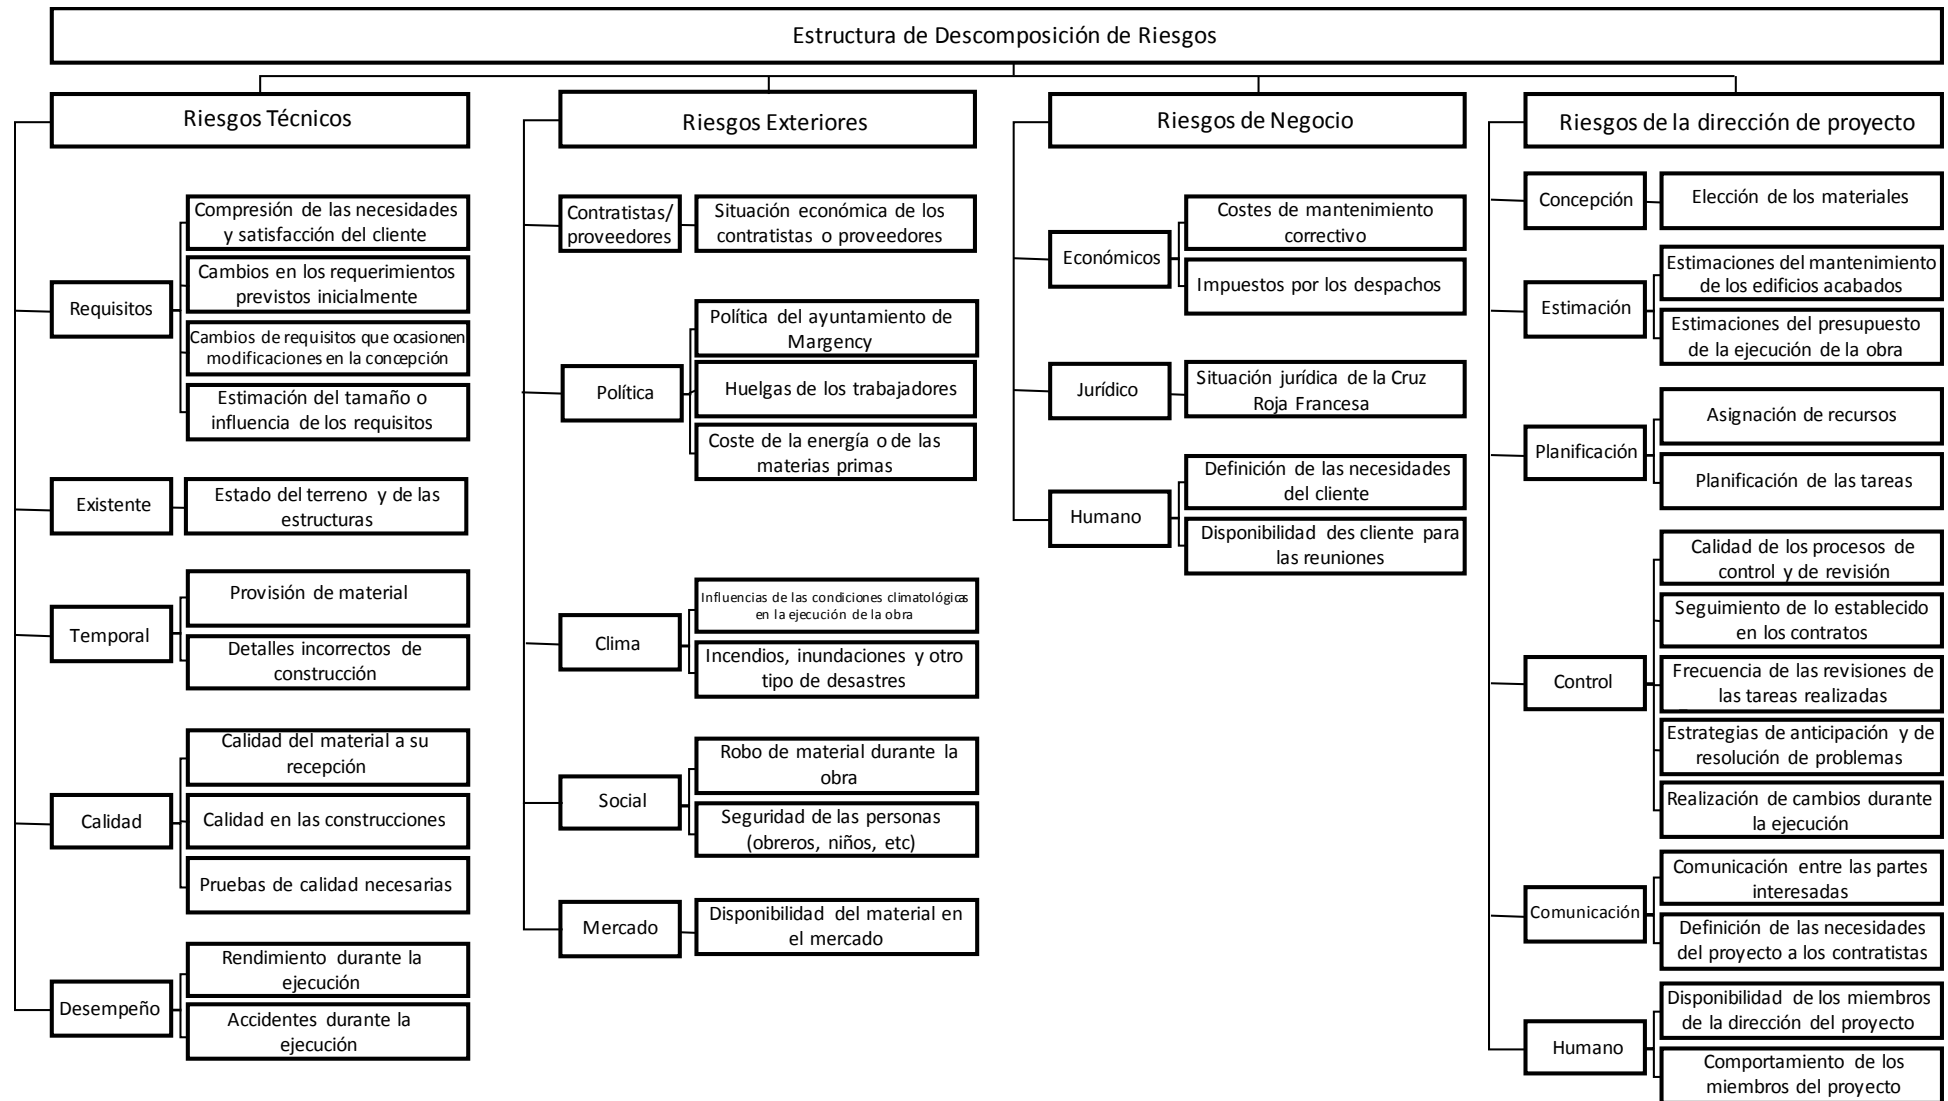 Estructura de Descomposición de Riesgos
Riesgos Técnicos
Requisitos
Compresión de las necesidades
y satisfacción del cliente
Cambios en los requerimientos
previstos inicialmente
Cambios de requisitos que ocasionen
modificaciones en la concepción
Estimación del tamaño o
influencia de los requisitos
Existente
Estado del terreno y de las
estructuras
Temporal
Provisión de material
Detalles incorrectos de
construcción
Calidad
Calidad del material a su
recepción
Calidad en las construcciones
Pruebas de calidad necesarias
Desempeño
Rendimiento durante la
ejecución
Accidentes durante la
ejecución
Riesgos Exteriores
Contratistas/
proveedores
Situación económica de los
contratistas o proveedores
Política
Política del ayuntamiento de
Margency
Huelgas de los trabajadores
Coste de la energía o de las
materias primas
Clima
Influencias de las condiciones climatológicas
en la ejecución de la obra
Incendios, inundaciones y otro
tipo de desastres
Social
Robo de material durante la
obra
Seguridad de las personas
(obreros, niños, etc)
Mercado
Disponibilidad del material en
el mercado
Riesgos de Negocio
Económicos
Costes de mantenimiento
correctivo
Impuestos por los despachos
Jurídico
Situación jurídica de la Cruz
Roja Francesa
Humano
Definición de las necesidades
del cliente
Disponibilidad des cliente para
las reuniones
Riesgos de la dirección de proyecto
Concepción
Elección de los materiales
Estimación
Estimaciones del mantenimiento
de los edificios acabados
Estimaciones del presupuesto
de la ejecución de la obra
Planificación
Asignación de recursos
Planificación de las tareas
Control
Calidad de los procesos de
control y de revisión
Seguimiento de lo establecido
en los contratos
Frecuencia de las revisiones de
las tareas realizadas
Estrategias de anticipación y de
resolución de problemas
Realización de cambios durante
la ejecución
Comunicación
Comunicación entre las partes
interesadas
Definición de las necesidades
del proyecto a los contratistas
Humano
Disponibilidad de los miembros
de la dirección del proyecto
Comportamiento de los
miembros del proyecto